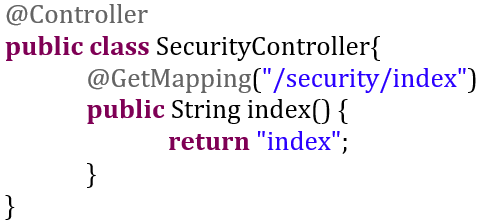 @Controller
public class SecurityController{
@GetMapping("/security/index")
public String index() {
return "index";
}
}